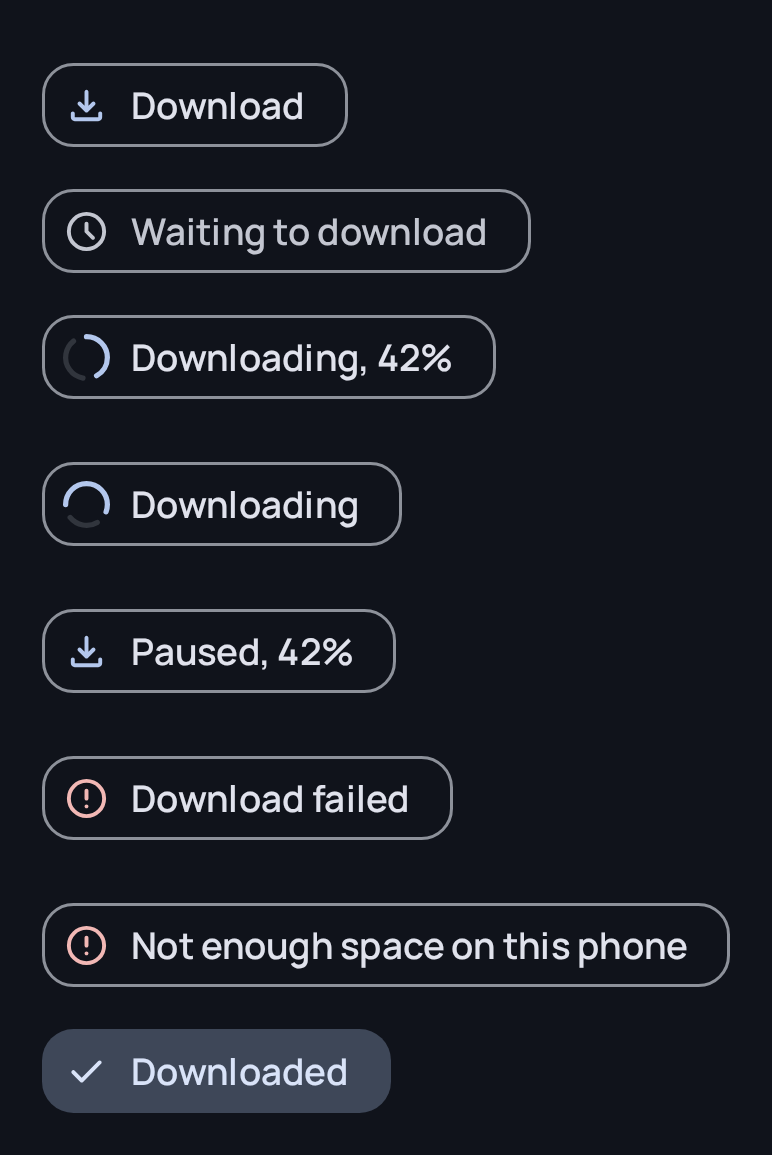 Download
Waiting to download
Downloading, 42%
Downloading
Paused, 42%
Download failed
Not enough space on this phone
Downloaded